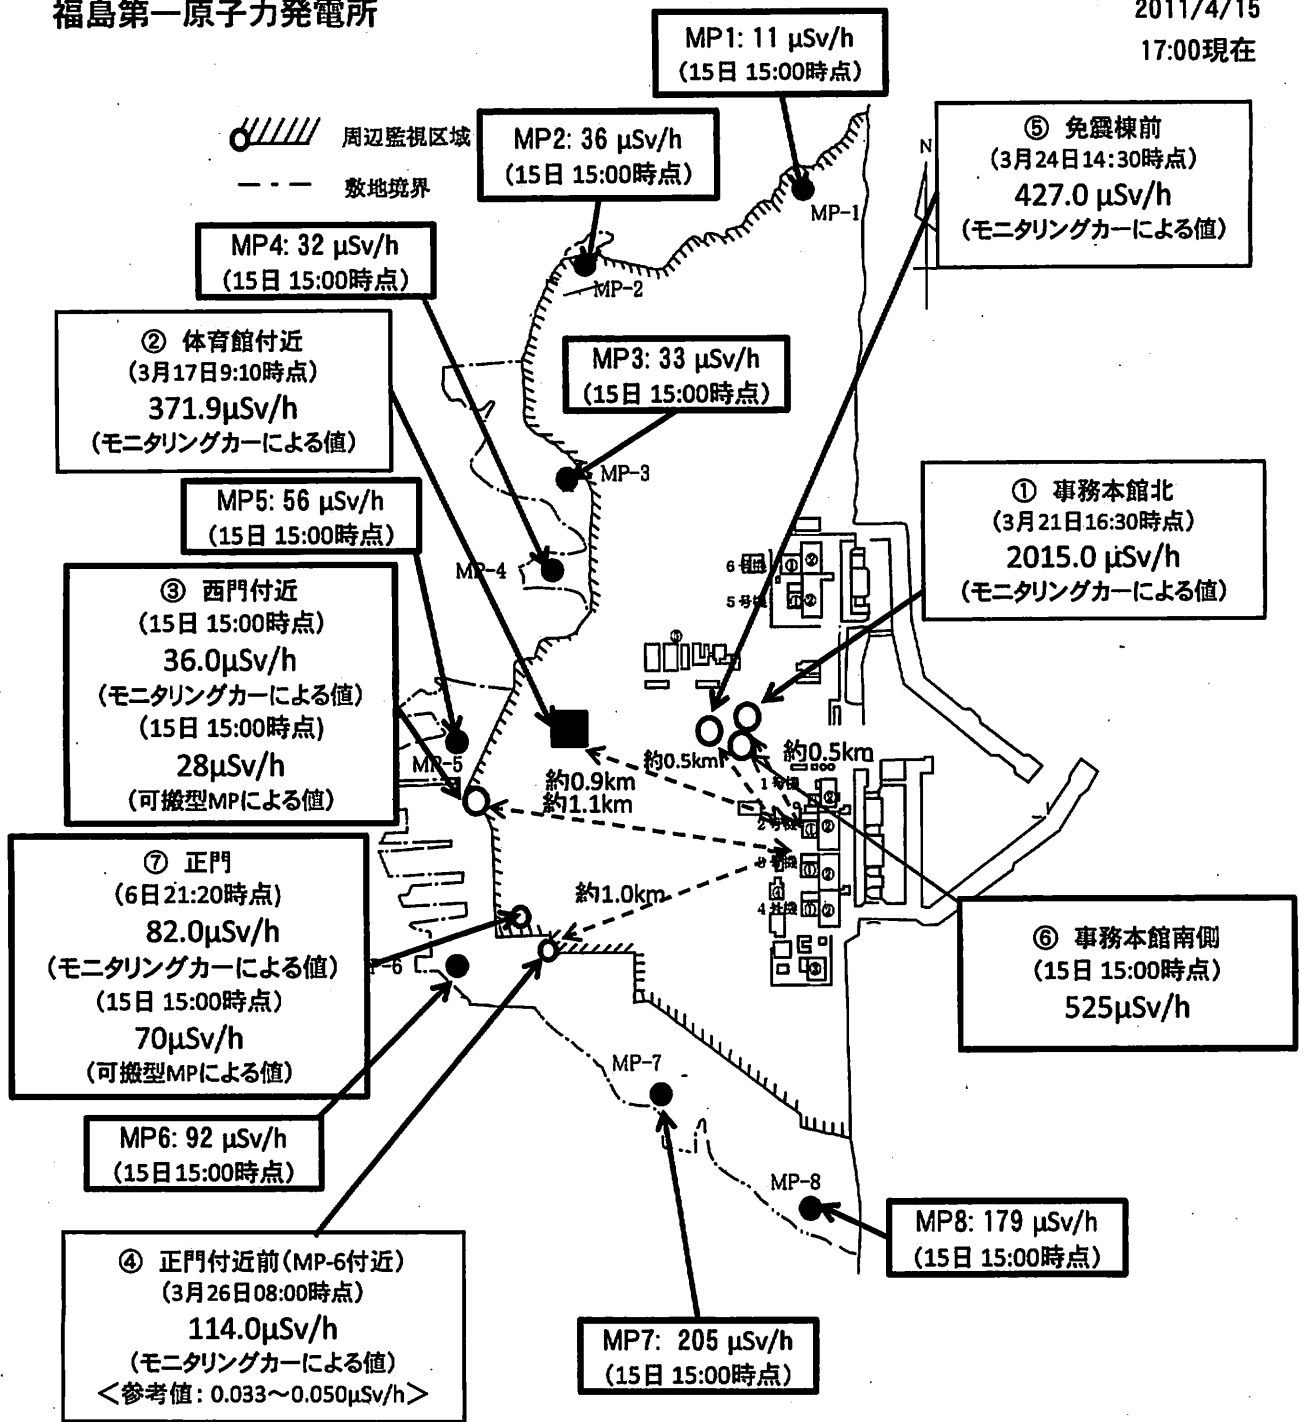 福島第一原子力発電所
2011/4/15
17:00現在
MP1: 11 μSv/h
(15日 15:00時点)
周辺監視区域
敷地境界
MP2: 36 μSv/h
(15日 15:00時点)
⑤ 免震棟前
(3月24日14:30時点)
427.0 μSv/h
(モニタリングカーによる値)
N
MP-1
MP4: 32 μSv/h
(15日 15:00時点)
MP-2
② 体育館付近
(3月17日9:10時点)
371.9μSv/h
(モニタリングカーによる値)
MP3: 33 μSv/h
(15日 15:00時点)
MP-3
MP5: 56 μSv/h
(15日 15:00時点)
① 事務本館北
(3月21日16:30時点)
2015.0 μSv/h
(モニタリングカーによる値)
MP-4
6号機
① ②
5号機
① ②
③ 西門付近
(15日 15:00時点)
36.0μSv/h
(モニタリングカーによる値)
(15日 15:00時点)
28μSv/h
(可搬型MPによる値)
MP-5
約0.5km
約0.5km
約0.9km
約1.1km
1号機
②
2号機
① ②
3号機
① ②
④
4号機
① ②
③
約1.0km
⑦ 正門
(6日21:20時点)
82.0μSv/h
(モニタリングカーによる値)
(15日 15:00時点)
70μSv/h
(可搬型MPによる値)
P-6
⑥ 事務本館南側
(15日 15:00時点)
525μSv/h
MP-7
MP6: 92 μSv/h
(15日15:00時点)
MP-8
MP8: 179 μSv/h
(15日 15:00時点)
④ 正門付近前(MP-6付近)
(3月26日08:00時点)
114.0μSv/h
(モニタリングカーによる値)
<参考値: 0.033～0.050μSv/h>
MP7: 205 μSv/h
(15日 15:00時点)